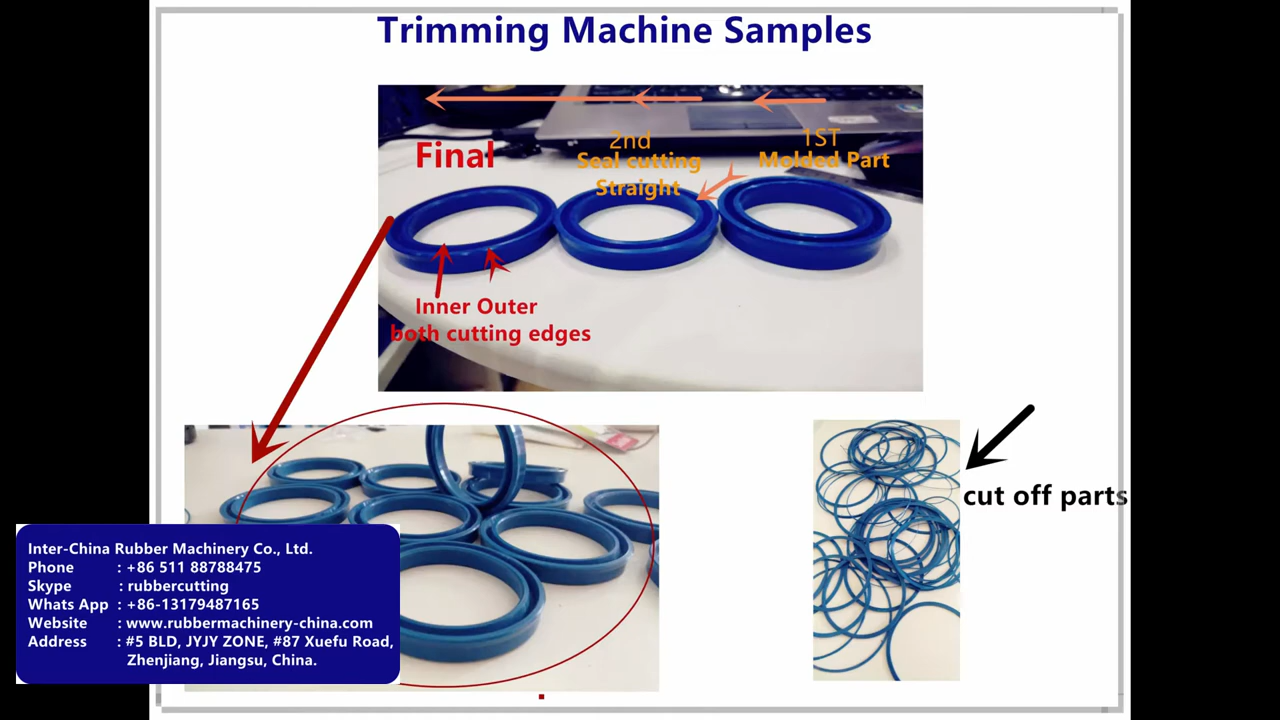 Trimming Machine Samples
Final
2nd
Seal cutting
Straight
1ST
Molded Part
Inner Outer
both cutting edges
cut off parts
Inter-China Rubber Machinery Co., Ltd.
Phone : +86 511 88788475
Skype : rubbercutting
Whats App : +86-13179487165
Website : www.rubbermachinery-china.com
Address : #5 BLD, JYJY ZONE, #87 Xuefu Road,
Zhenjiang, Jiangsu, China.